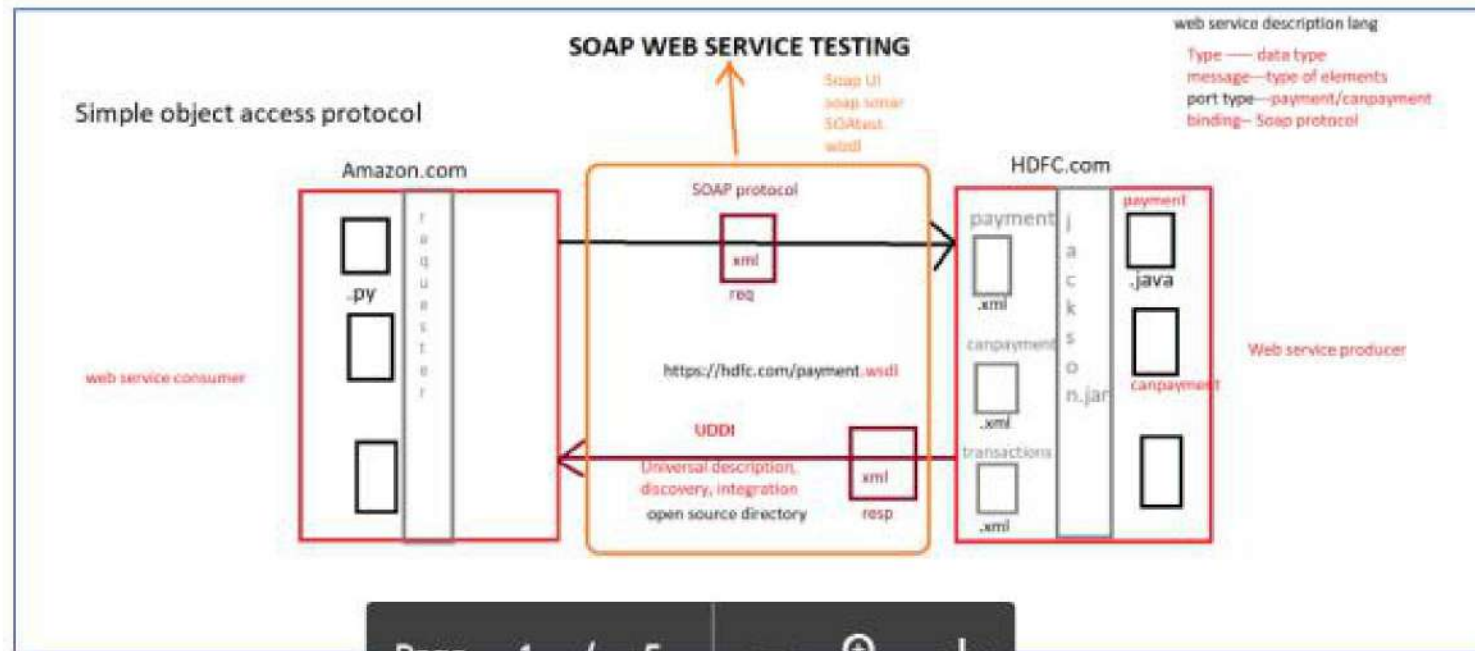 web service description lang
SOAP WEB SERVICE TESTING
Type ---- data type
message---type of elements
port type---payment/canpayment
binding-- Soap protocol
Soap UI
soap sonar
SOAtest
wsdl
Simple object access protocol
Amazon.com
HDFC.com
SOAP protocol
requester
.py
xml
req
payment
.xml
jackson.jar
payment
.java
web service consumer
https://hdfc.com/payment.wsdl
canpayment
.xml
canpayment
Web service producer
UDDI
Universal description,
discovery, integration
open source directory
xml
resp
transactions
.xml